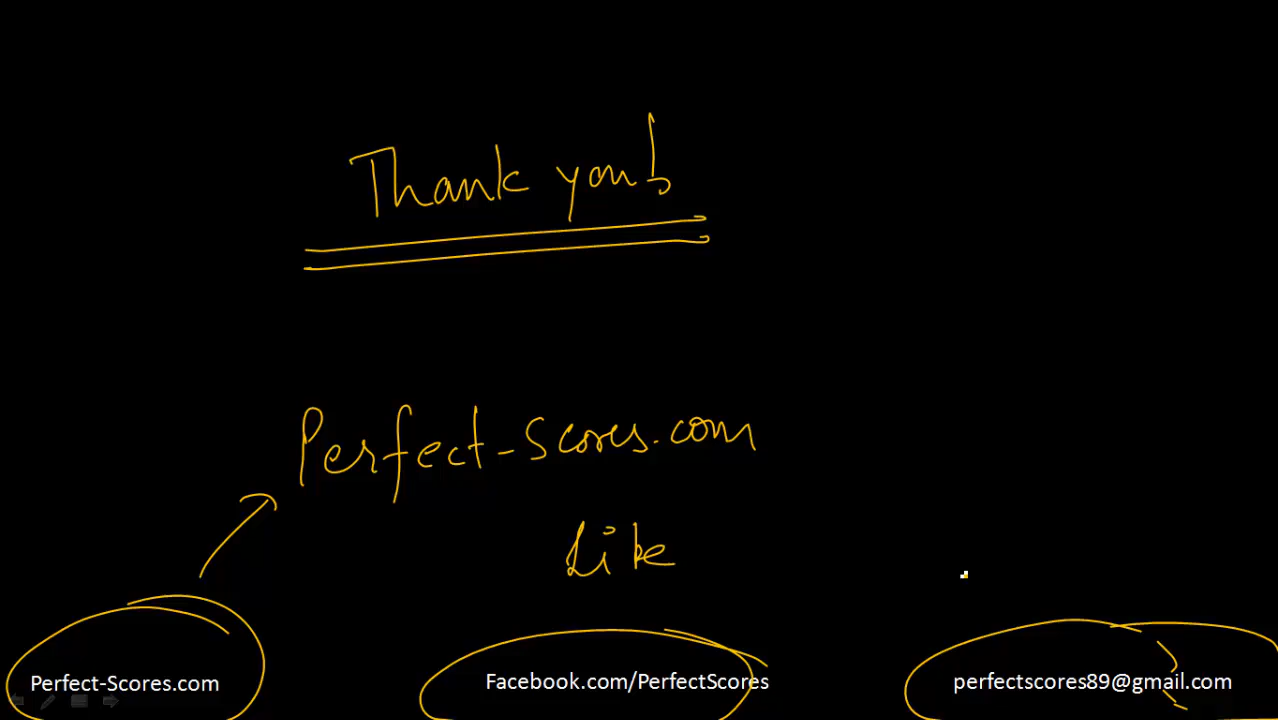 Thank you!
Perfect-Scores.com
Like
Perfect-Scores.com
Facebook.com/PerfectScores
perfectscores89@gmail.com